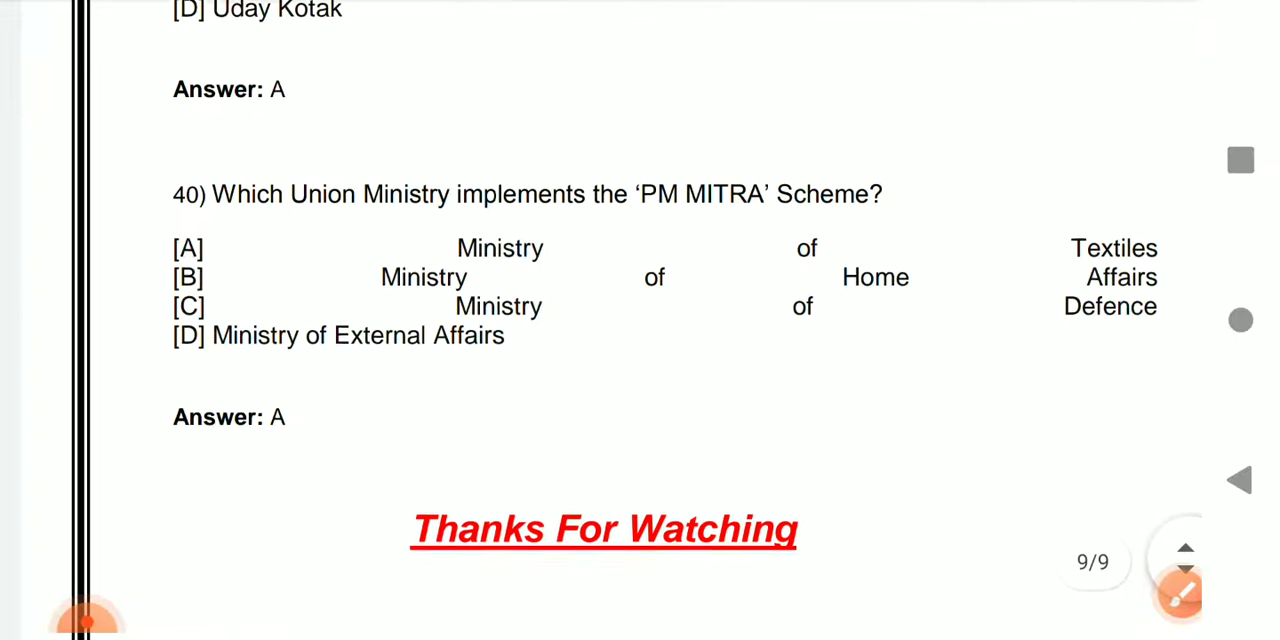 [D] Uday Kotak
Answer: A
40) Which Union Ministry implements the ‘PM MITRA’ Scheme?
[A] Ministry of Textiles
[B] Ministry of Home Affairs
[C] Ministry of Defence
[D] Ministry of External Affairs
Answer: A
Thanks For Watching
9/9